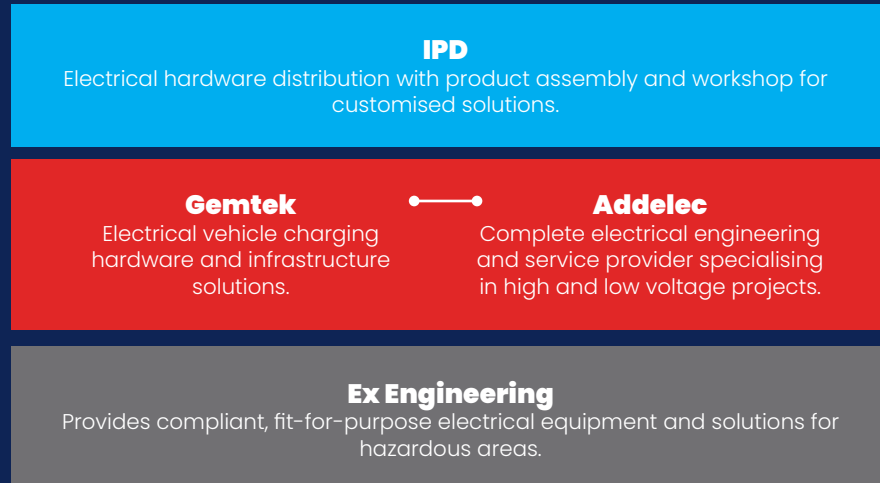 IPD
Electrical hardware distribution with product assembly and workshop for
customised solutions.
Gemtek
Electrical vehicle charging
hardware and infrastructure
solutions.
Addelec
Complete electrical engineering
and service provider specialising
in high and low voltage projects.
Ex Engineering
Provides compliant, fit-for-purpose electrical equipment and solutions for
hazardous areas.